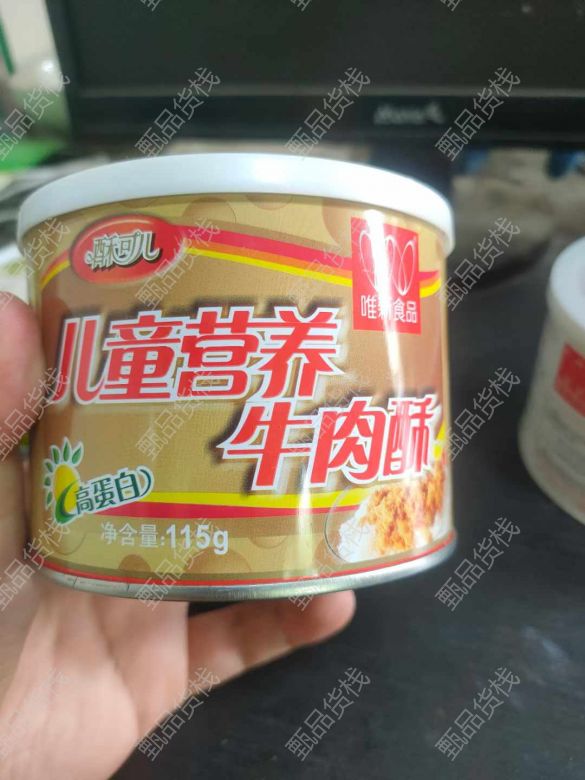 酥可儿
唯新食品
儿童营养
牛肉酥
高蛋白
净含量:115g
甄品货栈